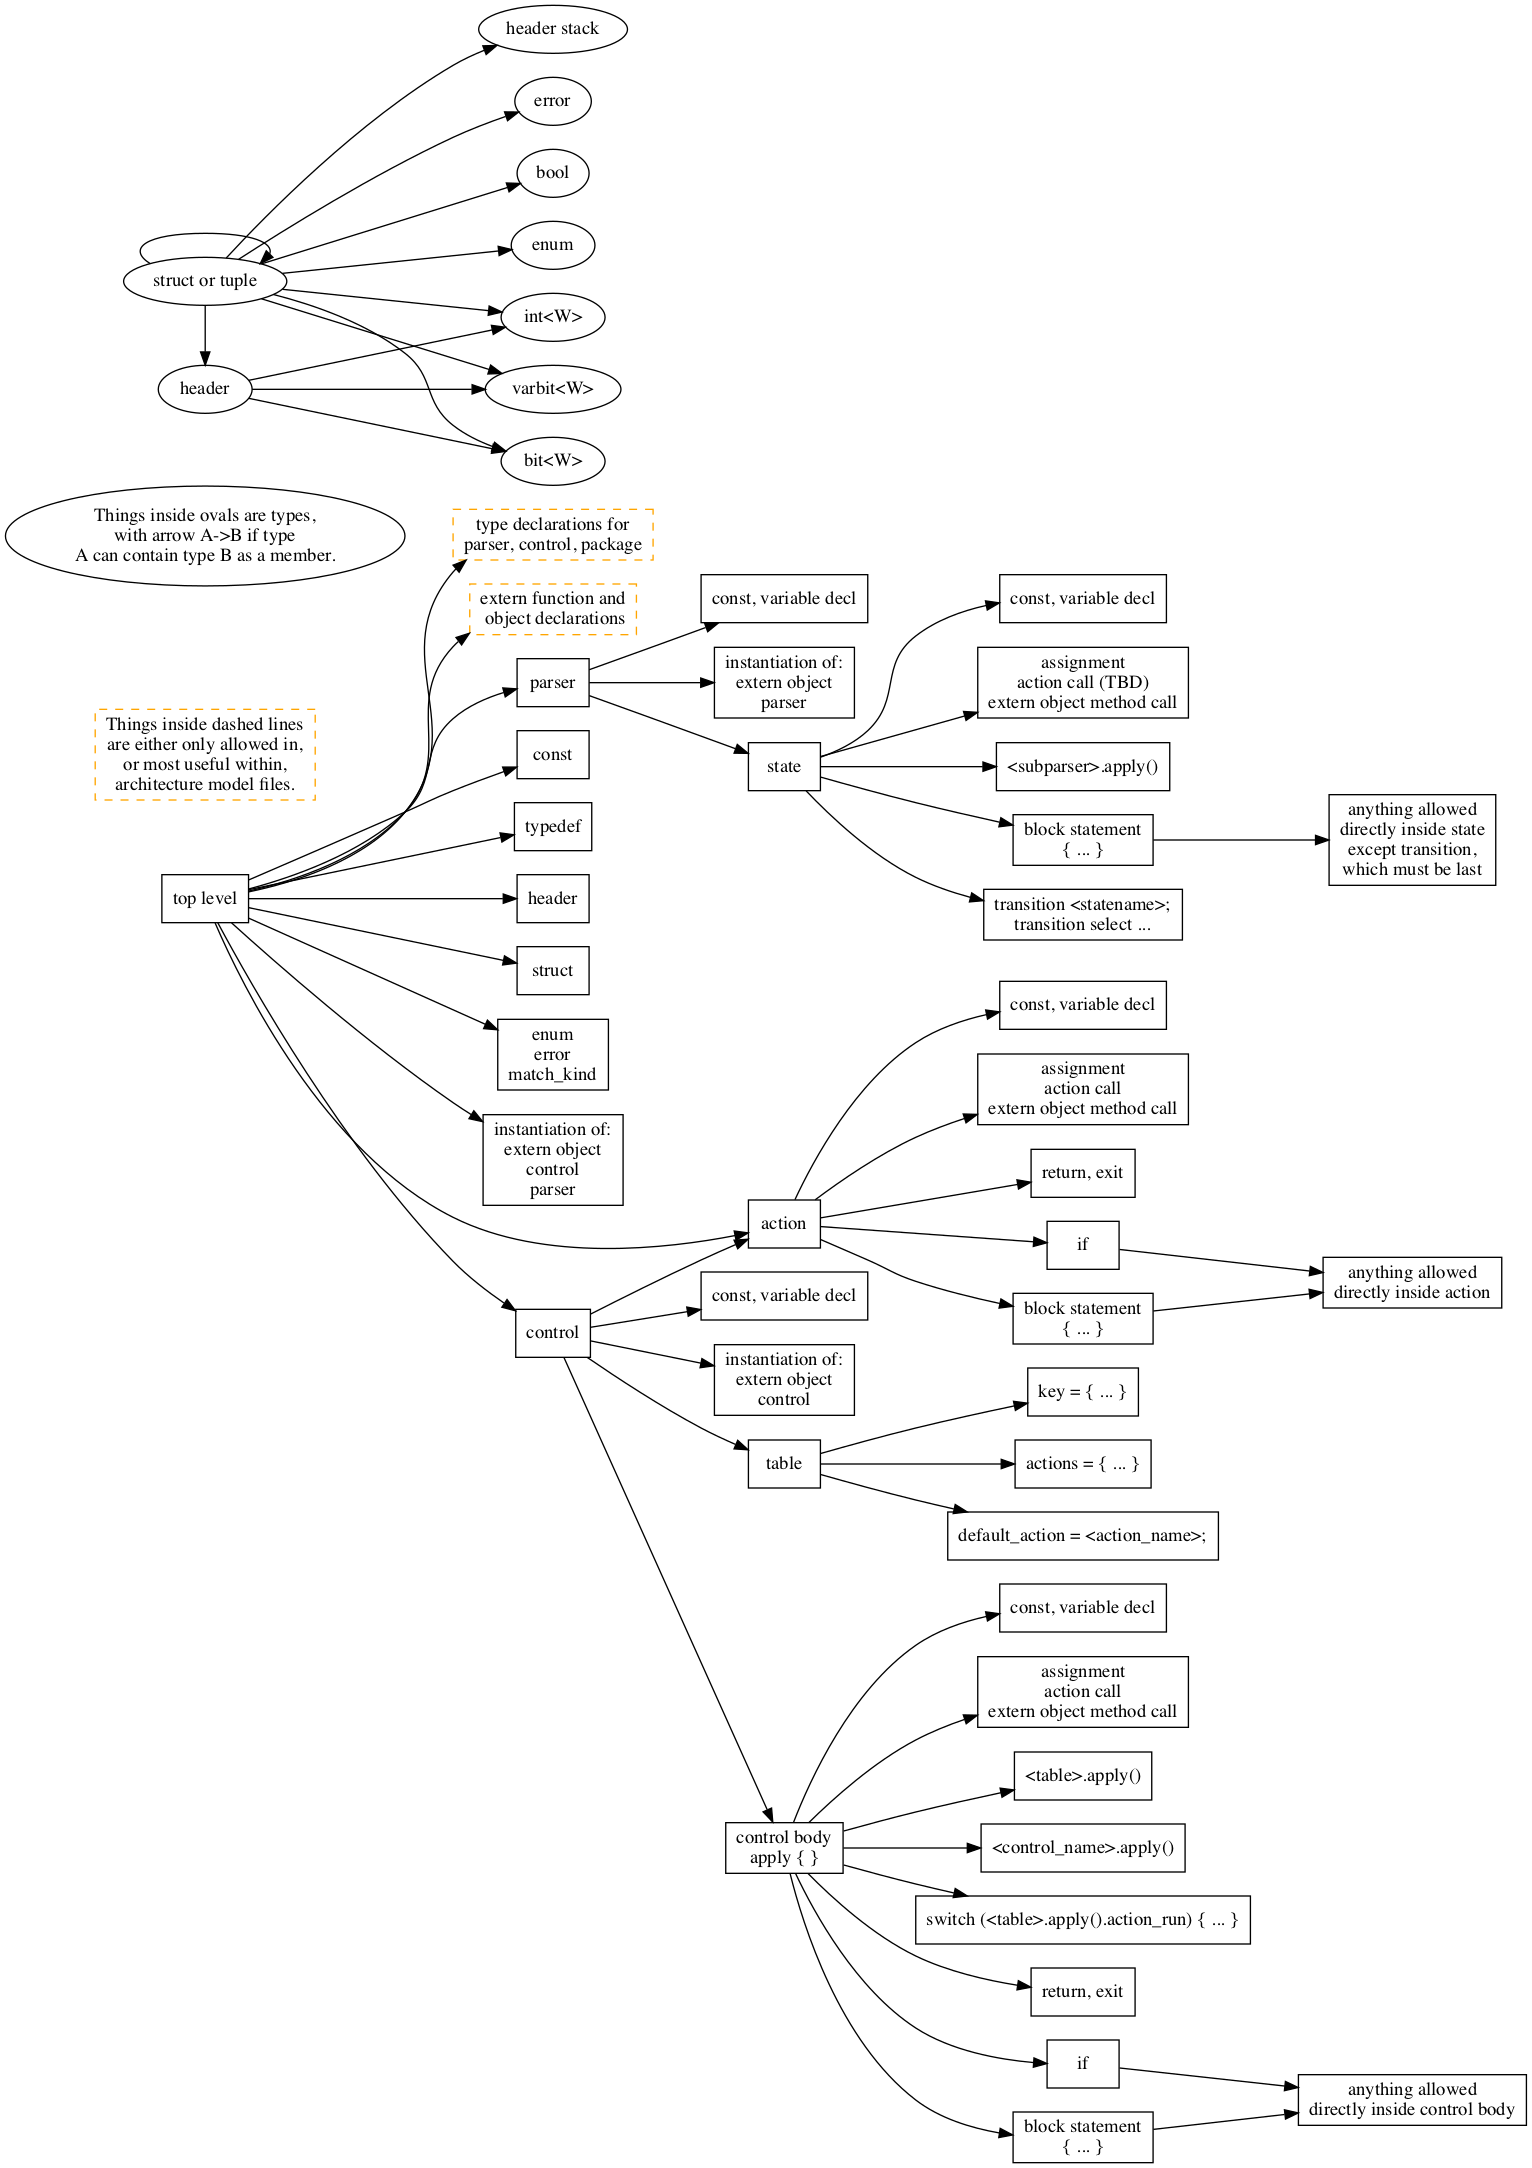 header stack
error
bool
enum
struct or tuple
int<W>
header
varbit<W>
bit<W>
Things inside ovals are types,
with arrow A->B if type
A can contain type B as a member.
type declarations for
parser, control, package
extern function and
object declarations
Things inside dashed lines
are either only allowed in,
or most useful within,
architecture model files.
top level
parser
const
typedef
header
struct
enum
error
match_kind
instantiation of:
extern object
control
parser
const, variable decl
instantiation of:
extern object
parser
state
const, variable decl
assignment
action call (TBD)
extern object method call
<subparser>.apply()
block statement
{ ... }
anything allowed
directly inside state
except transition,
which must be last
transition <statename>;
transition select ...
control
action
const, variable decl
assignment
action call
extern object method call
return, exit
if
block statement
{ ... }
anything allowed
directly inside action
const, variable decl
instantiation of:
extern object
control
table
key = { ... }
actions = { ... }
default_action = <action_name>;
control body
apply { }
const, variable decl
assignment
action call
extern object method call
<table>.apply()
<control_name>.apply()
switch (<table>.apply().action_run) { ... }
return, exit
if
block statement
{ ... }
anything allowed
directly inside control body